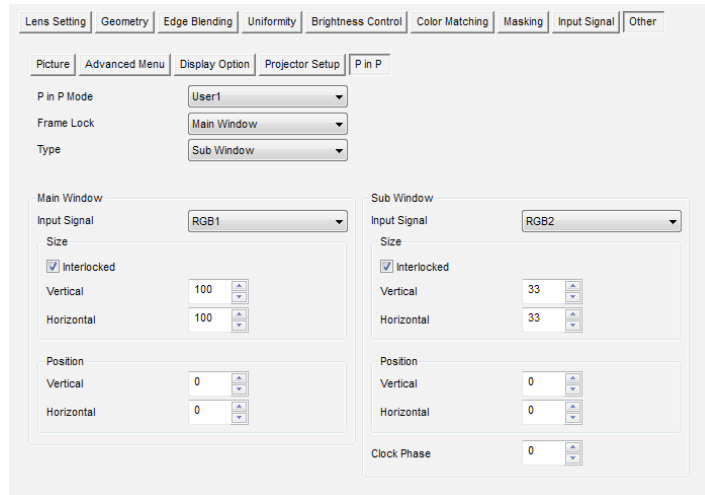 Lens Setting Geometry Edge Blending Uniformity Brightness Control Color Matching Masking Input Signal Other
Picture Advanced Menu Display Option Projector Setup P in P
P in P Mode User1
Frame Lock Main Window
Type Sub Window
Main Window
Input Signal RGB1
Size
Interlocked
Vertical 100
Horizontal 100
Position
Vertical 0
Horizontal 0
Sub Window
Input Signal RGB2
Size
Interlocked
Vertical 33
Horizontal 33
Position
Vertical 0
Horizontal 0
Clock Phase 0